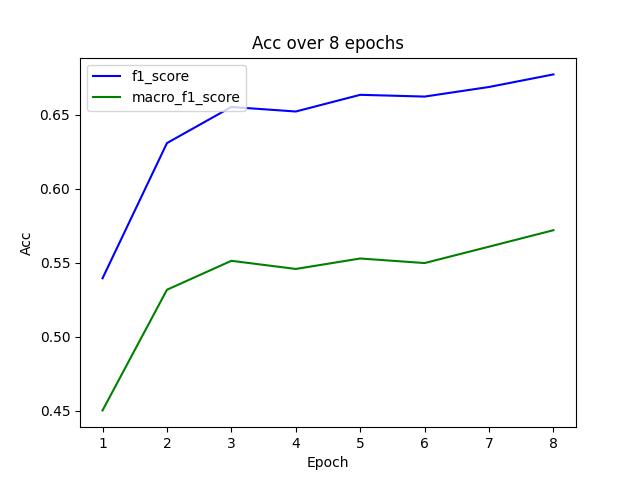 Acc over 8 epochs
f1_score
macro_f1_score
0.65
0.60
0.55
0.50
0.45
Acc
1 2 3 4 5 6 7 8
Epoch